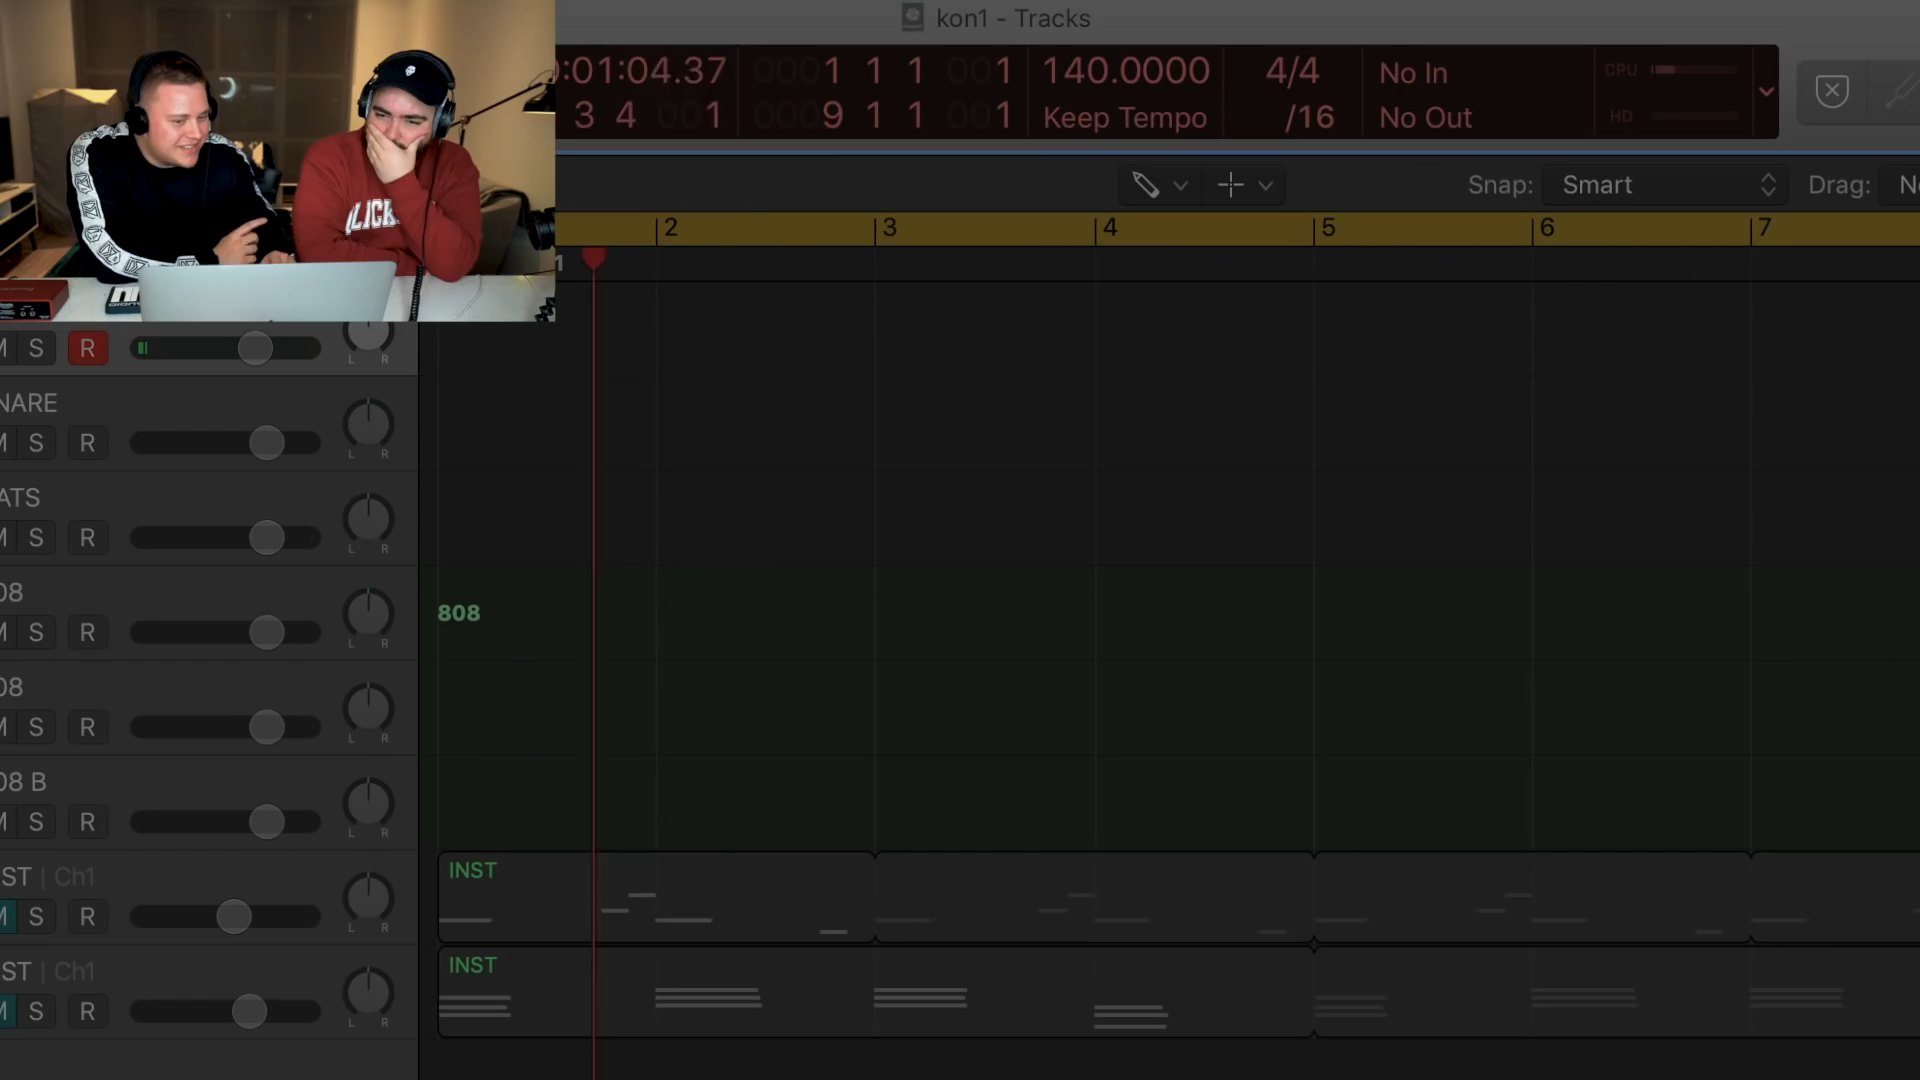 kon1 - Tracks
:01:04.37
0001 1 1 001
140.0000
4/4
No In
CPU
3 4 001
0009 1 1 001
Keep Tempo
/16
No Out
HD
Snap: Smart
Drag:
2 3 4 5 6 7
1
LICK
S R
L R
NARE
S R
L R
ATS
S R
L R
08
S R
L R
808
08
S R
L R
08 B
S R
L R
ST | Ch1
S R
L R
INST
ST | Ch1
S R
L R
INST